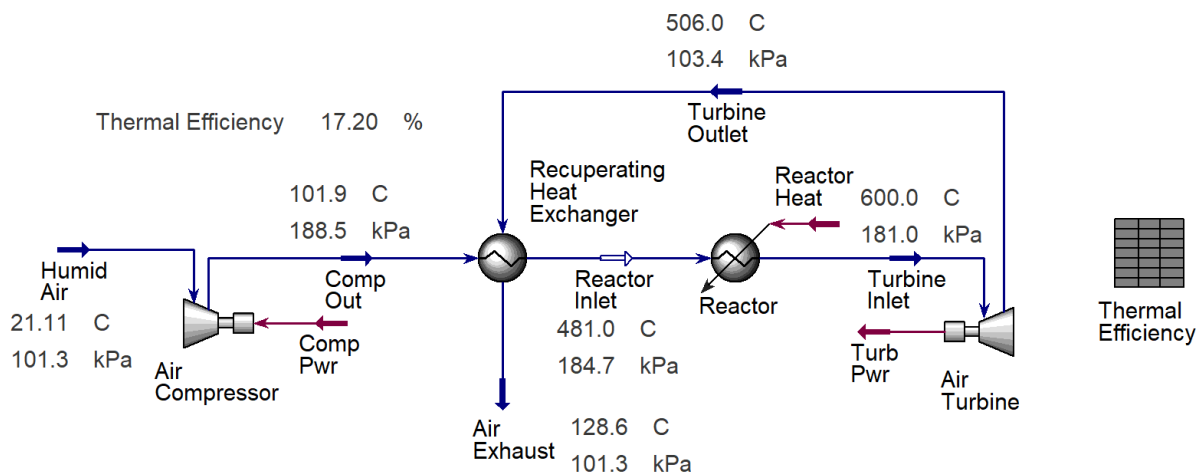 506.0 C
103.4 kPa
Turbine
Outlet
Thermal Efficiency 17.20 %
Recuperating
Heat
Exchanger
Reactor
Heat
101.9 C
188.5 kPa
600.0 C
181.0 kPa
Humid
Air
Comp
Out
Reactor
Inlet
Reactor
Turbine
Inlet
Thermal
Efficiency
21.11 C
101.3 kPa
Comp
Pwr
481.0 C
184.7 kPa
Turb
Pwr
Air
Compressor
Air
Turbine
Air
Exhaust
128.6 C
101.3 kPa